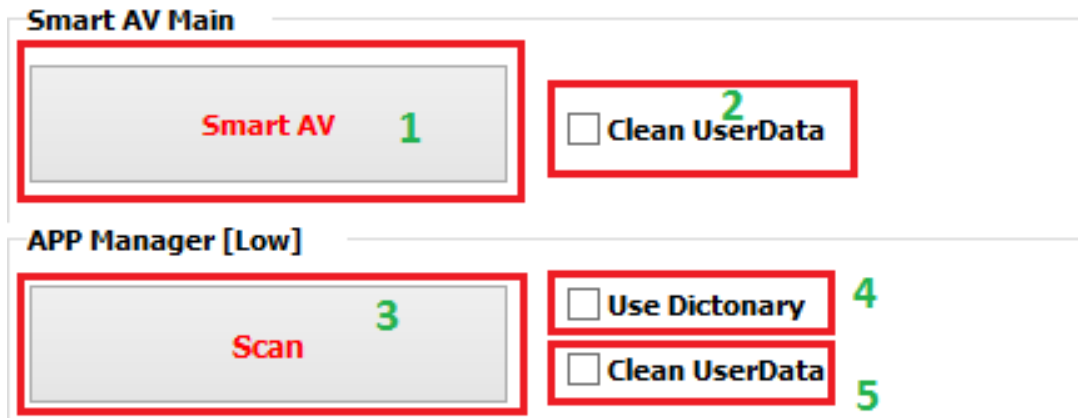 Smart AV Main
Smart AV 1
2
Clean UserData
APP Manager [Low]
Scan 3
Use Dictonary 4
Clean UserData 5